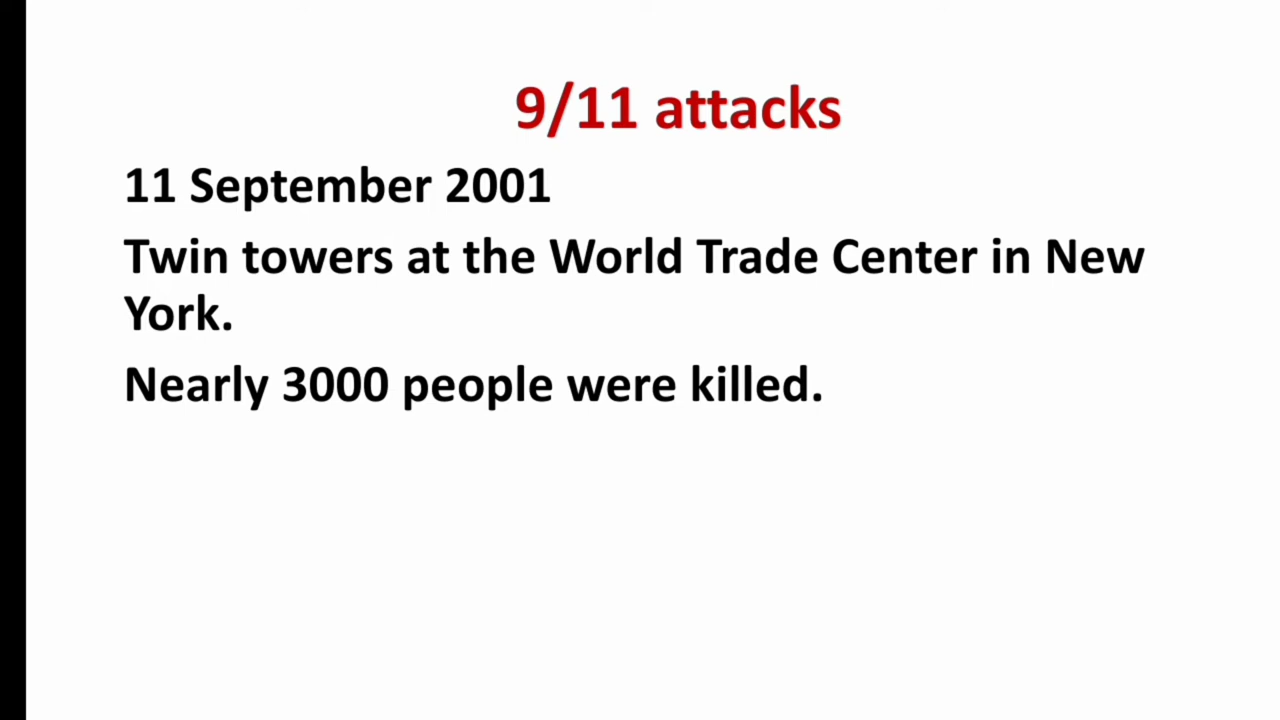 9/11 attacks
11 September 2001
Twin towers at the World Trade Center in New
York.
Nearly 3000 people were killed.